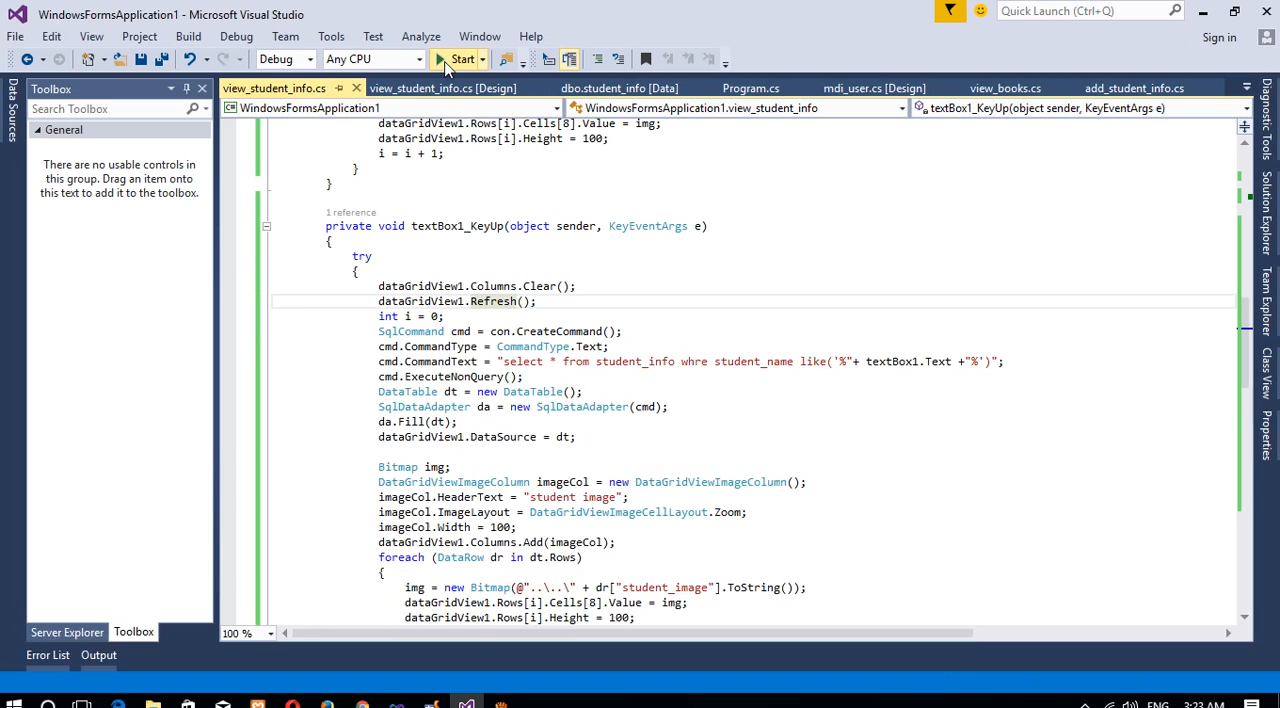 WindowsFormsApplication1 - Microsoft Visual Studio
Quick Launch (Ctrl+Q)
File Edit View Project Build Debug Team Tools Test Analyze Window Help
Sign in
Debug Any CPU Start
Toolbox
Search Toolbox
General
There are no usable controls in
this group. Drag an item onto
this text to add it to the toolbox.
Data Sources
view_student_info.cs view_student_info.cs [Design] dbo.student_info [Data] Program.cs mdi_user.cs [Design] view_books.cs add_student_info.cs
WindowsFormsApplication1 WindowsFormsApplication1.view_student_info textBox1_KeyUp(object sender, KeyEventArgs e)
dataGridView1.Rows[i].Cells[8].Value = img;
dataGridView1.Rows[i].Height = 100;
i = i + 1;
}
}
1 reference
private void textBox1_KeyUp(object sender, KeyEventArgs e)
{
try
{
dataGridView1.Columns.Clear();
dataGridView1.Refresh();
int i = 0;
SqlCommand cmd = con.CreateCommand();
cmd.CommandType = CommandType.Text;
cmd.CommandText = "select * from student_info whre student_name like('%"+ textBox1.Text +"%')";
cmd.ExecuteNonQuery();
DataTable dt = new DataTable();
SqlDataAdapter da = new SqlDataAdapter(cmd);
da.Fill(dt);
dataGridView1.DataSource = dt;
Bitmap img;
DataGridViewImageColumn imageCol = new DataGridViewImageColumn();
imageCol.HeaderText = "student image";
imageCol.ImageLayout = DataGridViewImageCellLayout.Zoom;
imageCol.Width = 100;
dataGridView1.Columns.Add(imageCol);
foreach (DataRow dr in dt.Rows)
{
img = new Bitmap(@"..\..\" + dr["student_image"].ToString());
dataGridView1.Rows[i].Cells[8].Value = img;
dataGridView1.Rows[i].Height = 100;
Diagnostic Tools
Solution Explorer
Team Explorer
Class View
Properties
100 %
Server Explorer Toolbox
Error List Output
ENG 3:23 AM